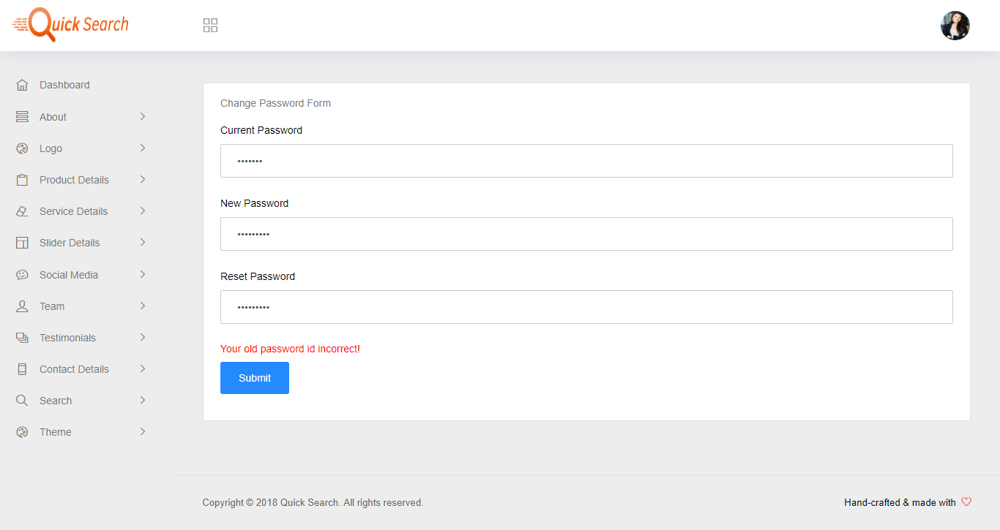 Quick Search
Dashboard
About
Logo
Product Details
Service Details
Slider Details
Social Media
Team
Testimonials
Contact Details
Search
Theme
Change Password Form
Current Password
•••••••
New Password
•••••••••
Reset Password
•••••••••
Your old password id incorrect!
Submit
Copyright © 2018 Quick Search. All rights reserved.
Hand-crafted & made with ♡